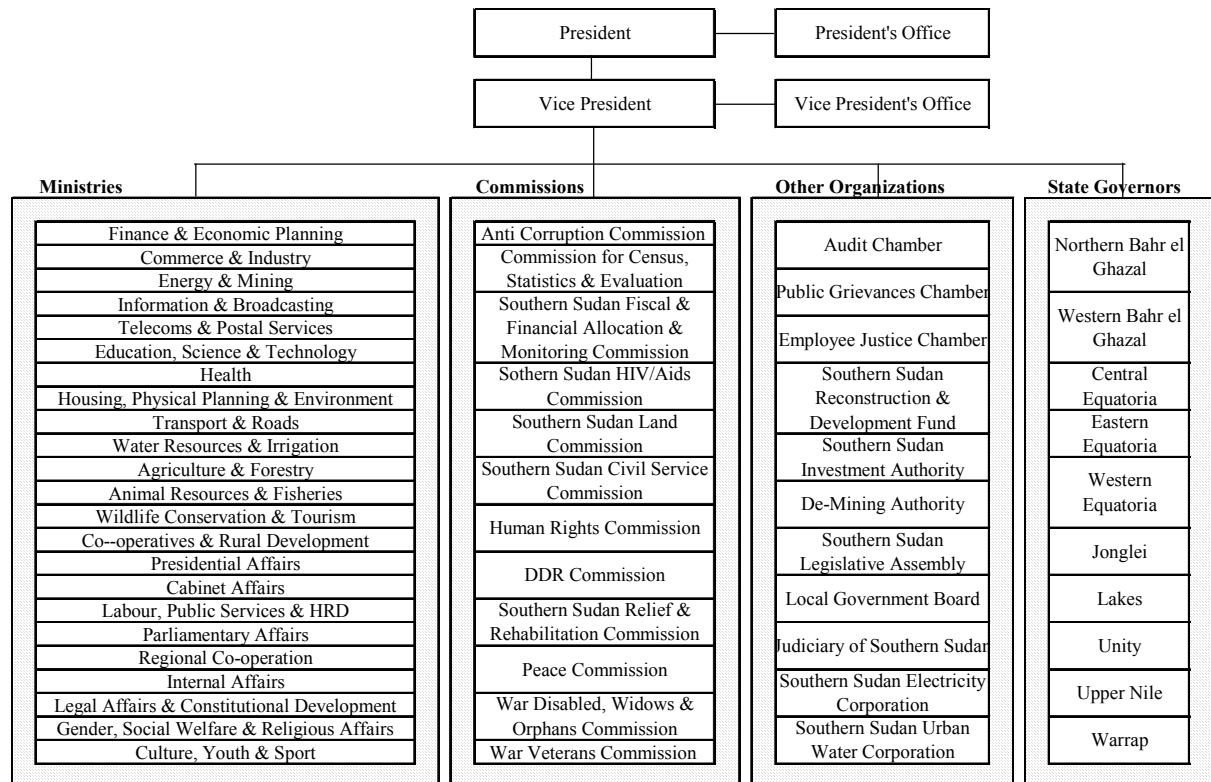 President
President's Office
Vice President
Vice President's Office
Ministries
Finance & Economic Planning
Commerce & Industry
Energy & Mining
Information & Broadcasting
Telecoms & Postal Services
Education, Science & Technology
Health
Housing, Physical Planning & Environment
Transport & Roads
Water Resources & Irrigation
Agriculture & Forestry
Animal Resources & Fisheries
Wildlife Conservation & Tourism
Co--operatives & Rural Development
Presidential Affairs
Cabinet Affairs
Labour, Public Services & HRD
Parliamentary Affairs
Regional Co-operation
Internal Affairs
Legal Affairs & Constitutional Development
Gender, Social Welfare & Religious Affairs
Culture, Youth & Sport
Commissions
Anti Corruption Commission
Commission for Census,
Statistics & Evaluation
Southern Sudan Fiscal &
Financial Allocation &
Monitoring Commission
Sothern Sudan HIV/Aids
Commission
Southern Sudan Land
Commission
Southern Sudan Civil Service
Commission
Human Rights Commission
DDR Commission
Southern Sudan Relief &
Rehabilitation Commission
Peace Commission
War Disabled, Widows &
Orphans Commission
War Veterans Commission
Other Organizations
Audit Chamber
Public Grievances Chamber
Employee Justice Chamber
Southern Sudan
Reconstruction &
Development Fund
Southern Sudan
Investment Authority
De-Mining Authority
Southern Sudan
Legislative Assembly
Local Government Board
Judiciary of Southern Sudan
Southern Sudan Electricity
Corporation
Southern Sudan Urban
Water Corporation
State Governors
Northern Bahr el
Ghazal
Western Bahr el
Ghazal
Central
Equatoria
Eastern
Equatoria
Western
Equatoria
Jonglei
Lakes
Unity
Upper Nile
Warrap